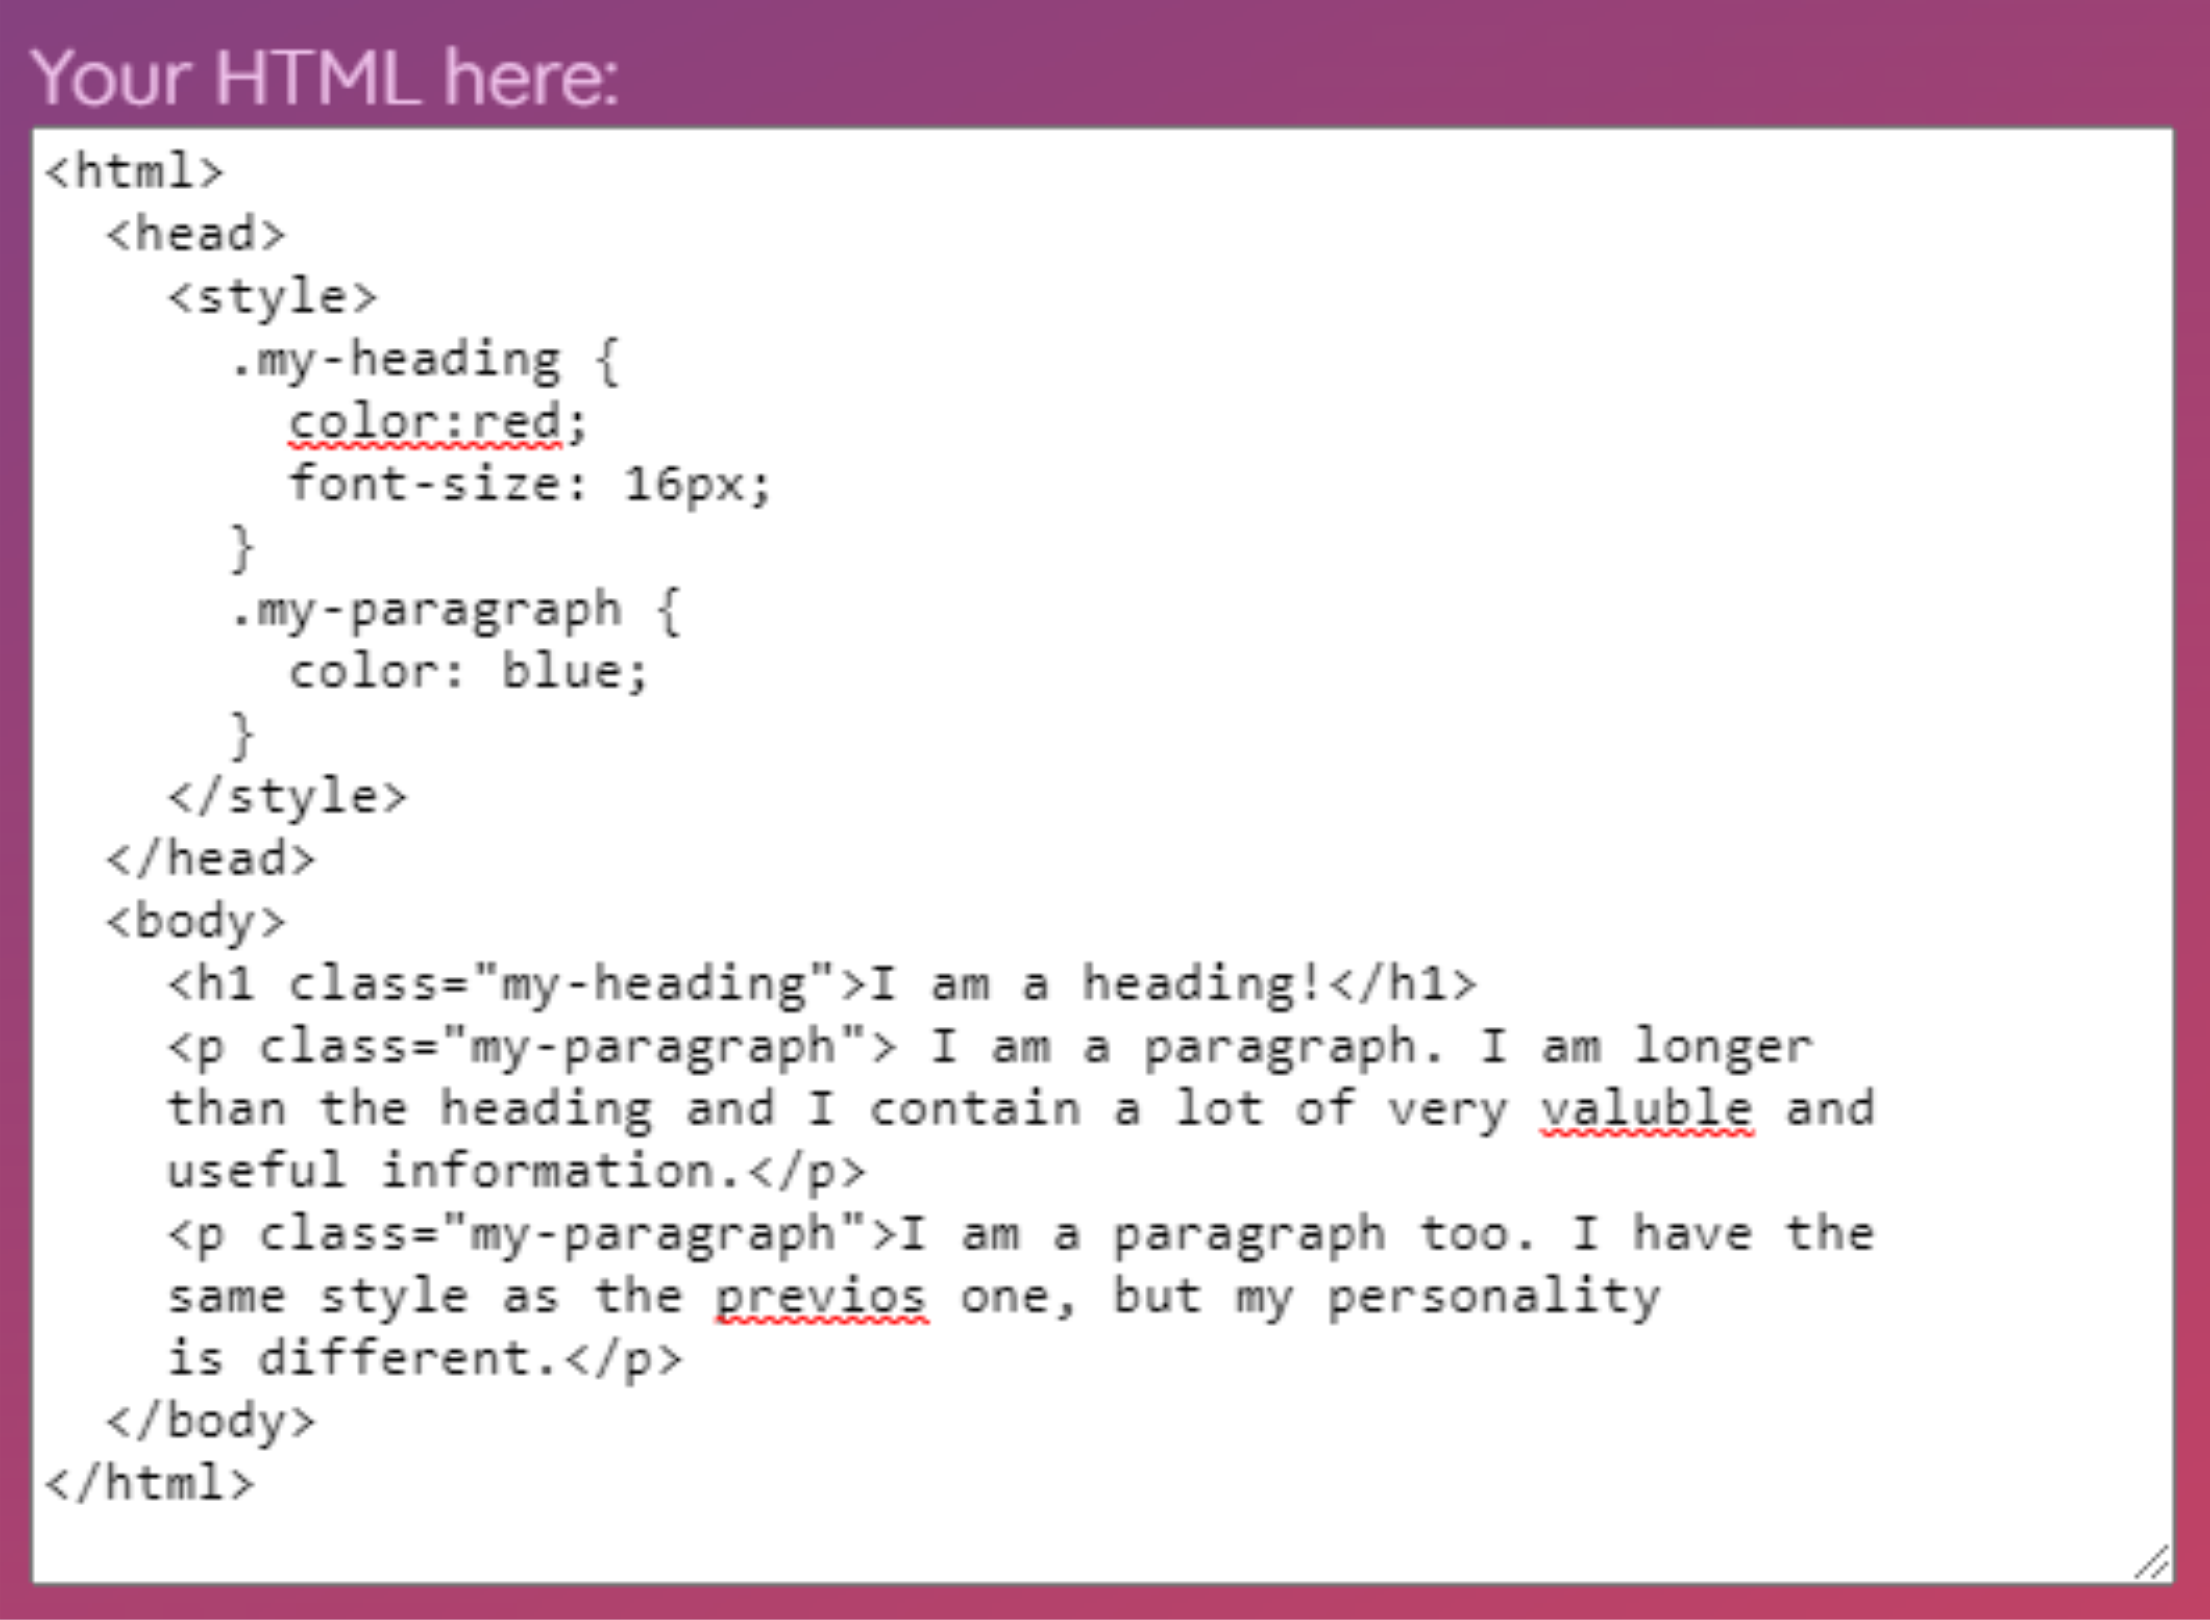 Your HTML here:
<html>
  <head>
    <style>
      .my-heading {
        color:red;
        font-size: 16px;
      }
      .my-paragraph {
        color: blue;
      }
    </style>
  </head>
  <body>
    <h1 class="my-heading">I am a heading!</h1>
    <p class="my-paragraph"> I am a paragraph. I am longer
    than the heading and I contain a lot of very valuble and
    useful information.</p>
    <p class="my-paragraph">I am a paragraph too. I have the
    same style as the previos one, but my personality
    is different.</p>
  </body>
</html>